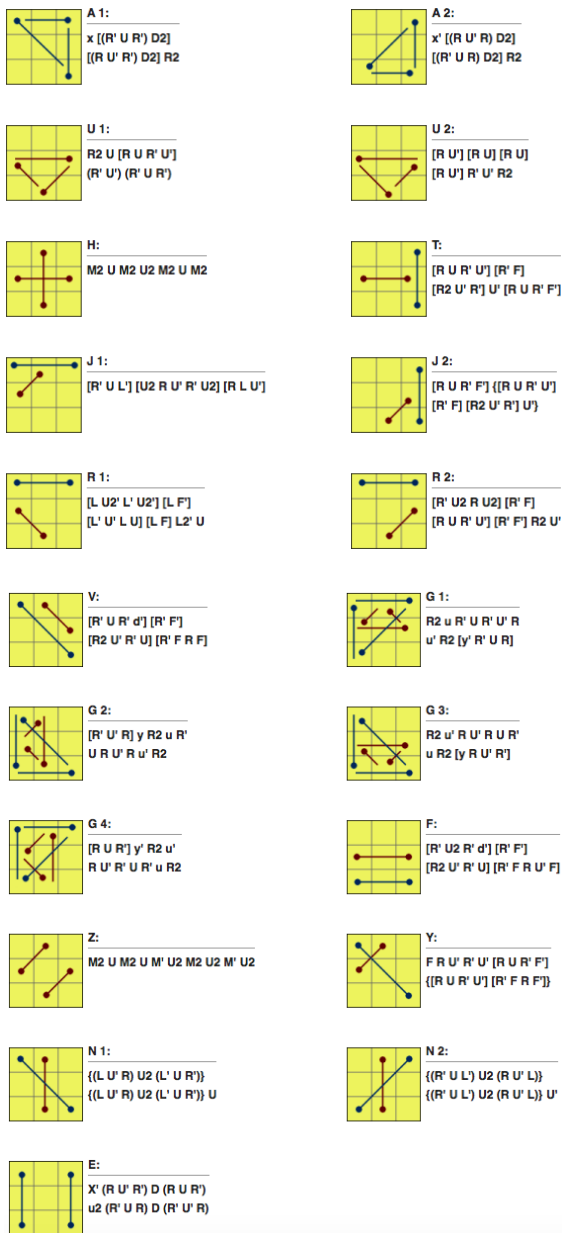 A 1:
x [(R' U R') D2]
[(R U' R') D2] R2
A 2:
x' [(R U' R) D2]
[(R' U R) D2] R2
U 1:
R2 U [R U R' U']
(R' U') (R' U R')
U 2:
[R U'] [R U] [R U]
[R U'] R' U' R2
H:
M2 U M2 U2 M2 U M2
T:
[R U R' U'] [R' F]
[R2 U' R'] U' [R U R' F']
J 1:
[R' U L'] [U2 R U' R' U2] [R L U']
J 2:
[R U R' F'] {[R U R' U']
[R' F] [R2 U' R'] U'}
R 1:
[L U2' L' U2'] [L F']
[L' U' L U] [L F] L2' U
R 2:
[R' U2 R U2] [R' F]
[R U R' U'] [R' F'] R2 U'
V:
[R' U R' d'] [R' F']
[R2 U' R' U] [R' F R F]
G 1:
R2 u R' U R' U' R
u' R2 [y' R' U R]
G 2:
[R' U' R] y R2 u R'
U R U' R u' R2
G 3:
R2 u' R U' R U R'
u R2 [y R U' R']
G 4:
[R U R'] y' R2 u'
R U' R' U R' u R2
F:
[R' U2 R' d'] [R' F']
[R2 U' R' U] [R' F R U' F]
Z:
M2 U M2 U M' U2 M2 U2 M' U2
Y:
F R U' R' U' [R U R' F']
{[R U R' U'] [R' F R F']}
N 1:
{(L U' R) U2 (L' U R')}
{(L U' R) U2 (L' U R')} U
N 2:
{(R' U L') U2 (R U' L)}
{(R' U L') U2 (R U' L)} U'
E:
X' (R U' R') D (R U R')
u2 (R' U R) D (R' U' R)